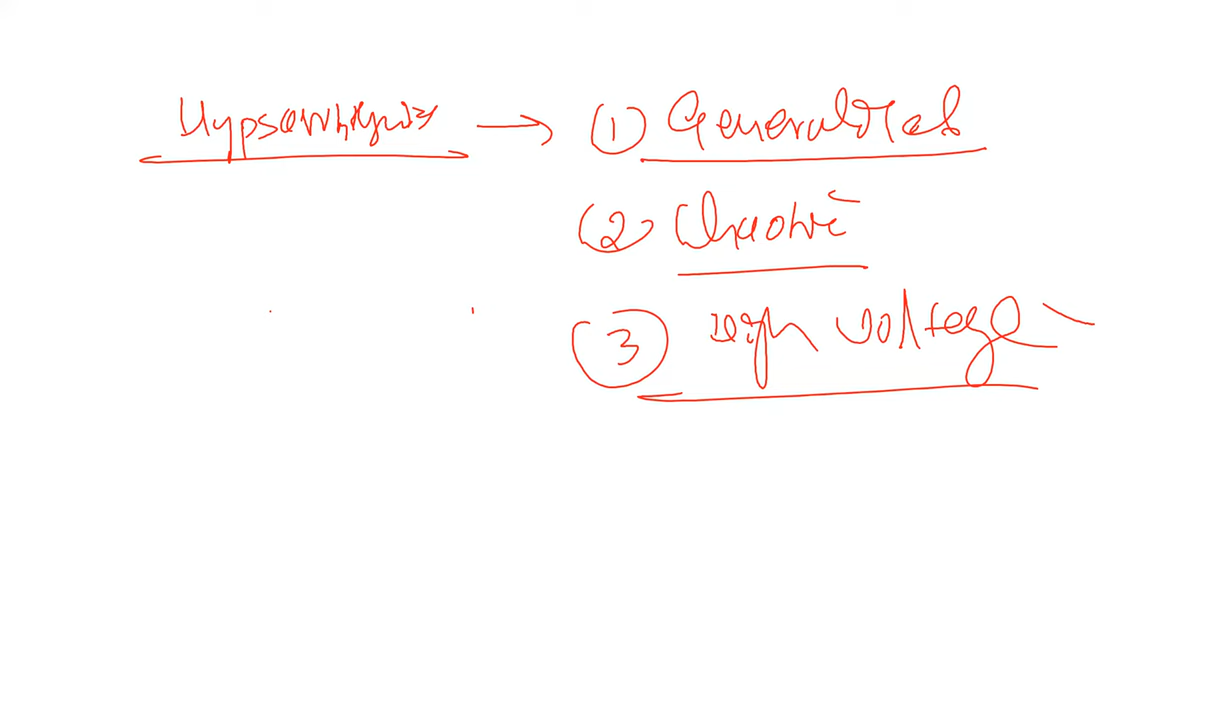 Hypsarrhythmia → (1) Generalized
(2) Chaotic
(3) High voltage